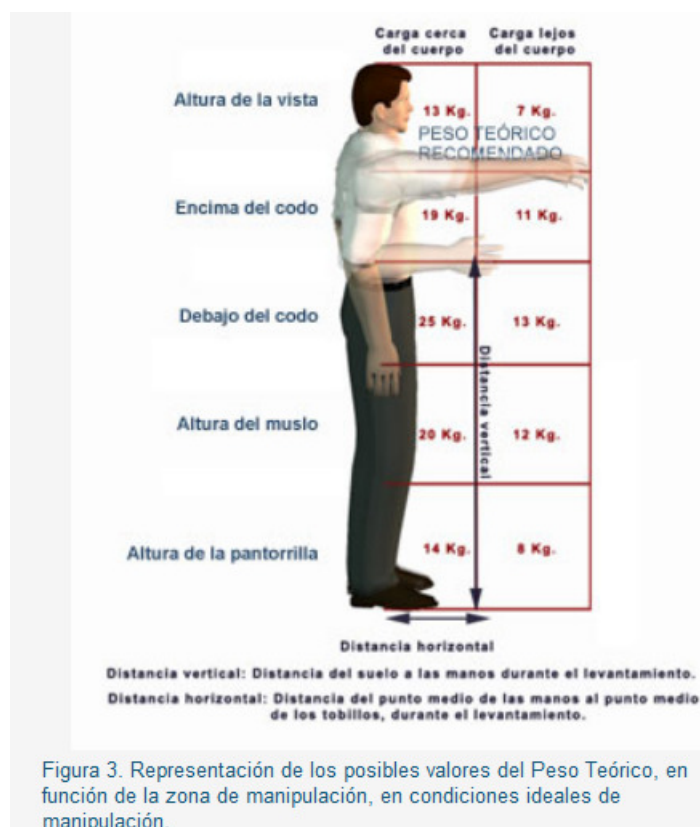 Carga cerca del cuerpo
Carga lejos del cuerpo
Altura de la vista
13 Kg.
7 Kg.
PESO TEÓRICO
RECOMENDADO
Encima del codo
19 Kg.
11 Kg.
Debajo del codo
25 Kg.
13 Kg.
Distancia vertical
Altura del muslo
20 Kg.
12 Kg.
Altura de la pantorrilla
14 Kg.
8 Kg.
Distancia horizontal
Distancia vertical: Distancia del suelo a las manos durante el levantamiento.
Distancia horizontal: Distancia del punto medio de las manos al punto medio
de los tobillos, durante el levantamiento.
Figura 3. Representación de los posibles valores del Peso Teórico, en
función de la zona de manipulación, en condiciones ideales de
manipulación